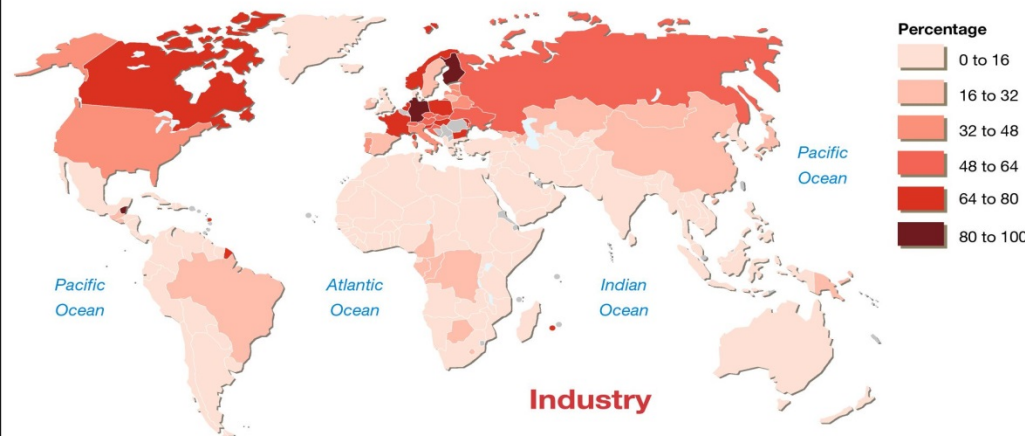 Percentage
0 to 16
16 to 32
32 to 48
48 to 64
64 to 80
80 to 100
Pacific
Ocean
Pacific
Ocean
Atlantic
Ocean
Indian
Ocean
Industry